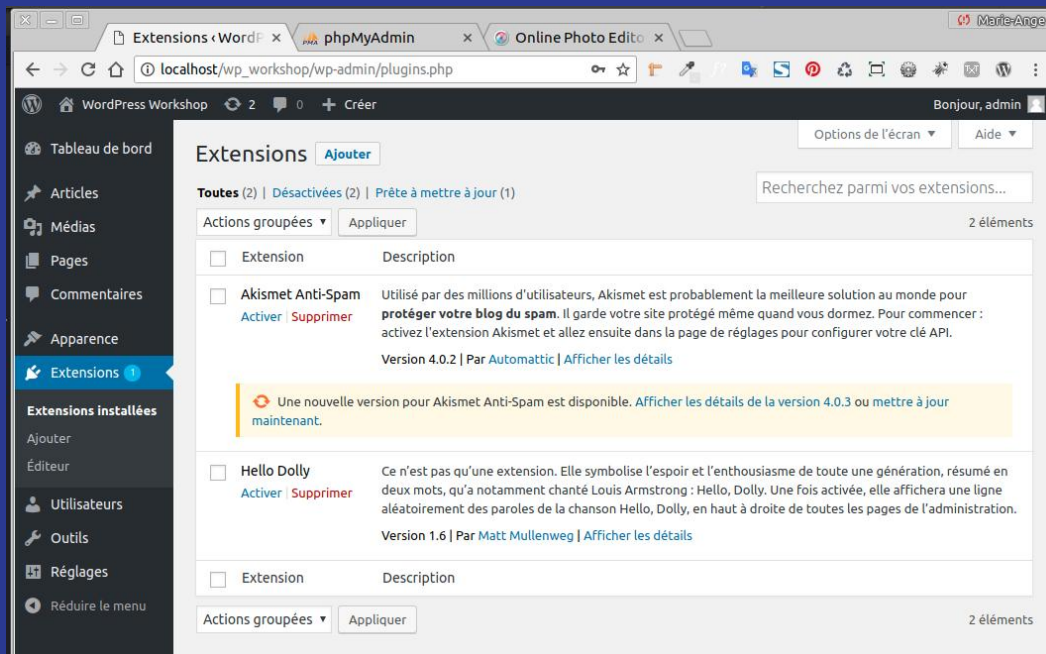 Marie-Ange
Extensions ‹ WordP
phpMyAdmin
Online Photo Edito
localhost/wp_workshop/wp-admin/plugins.php
WordPress Workshop 2 0 + Créer
Bonjour, admin
Options de l'écran ▼ Aide ▼
Tableau de bord
Articles
Médias
Pages
Commentaires
Apparence
Extensions 1
Extensions installées
Ajouter
Éditeur
Utilisateurs
Outils
Réglages
Réduire le menu
Extensions Ajouter
Toutes (2) | Désactivées (2) | Prête à mettre à jour (1)
Recherchez parmi vos extensions...
Actions groupées ▼ Appliquer
2 éléments
Extension Description
Akismet Anti-Spam
Activer | Supprimer
Utilisé par des millions d'utilisateurs, Akismet est probablement la meilleure solution au monde pour
protéger votre blog du spam. Il garde votre site protégé même quand vous dormez. Pour commencer :
activez l'extension Akismet et allez ensuite dans la page de réglages pour configurer votre clé API.
Version 4.0.2 | Par Automattic | Afficher les détails
Une nouvelle version pour Akismet Anti-Spam est disponible. Afficher les détails de la version 4.0.3 ou mettre à jour
maintenant.
Hello Dolly
Activer | Supprimer
Ce n'est pas qu'une extension. Elle symbolise l'espoir et l'enthousiasme de toute une génération, résumé en
deux mots, qu'a notamment chanté Louis Armstrong : Hello, Dolly. Une fois activée, elle affichera une ligne
aléatoirement des paroles de la chanson Hello, Dolly, en haut à droite de toutes les pages de l'administration.
Version 1.6 | Par Matt Mullenweg | Afficher les détails
Extension Description
Actions groupées ▼ Appliquer
2 éléments